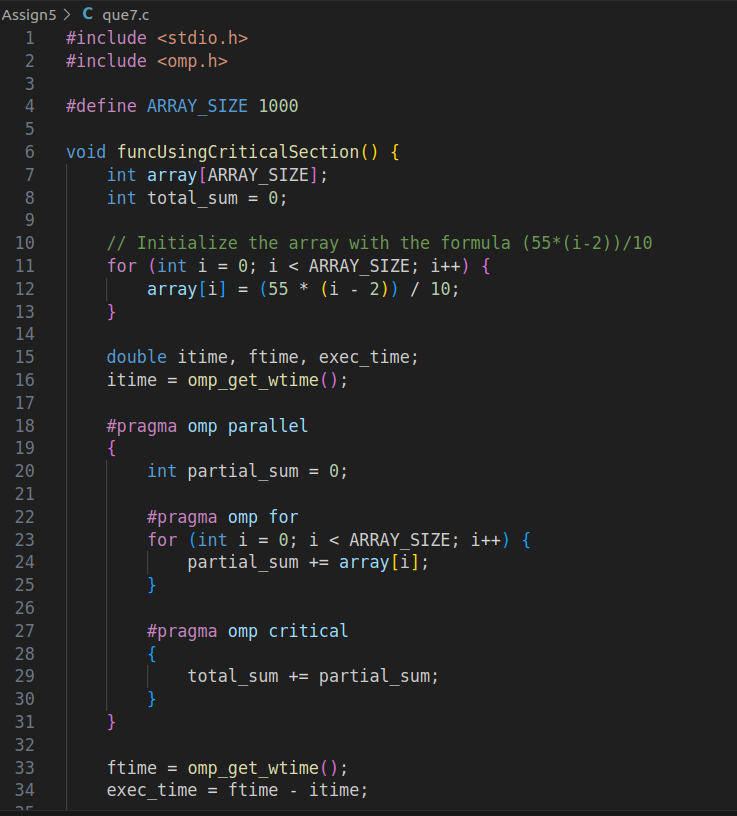 Assign5 > C que7.c
1 #include <stdio.h>
2 #include <omp.h>
3
4 #define ARRAY_SIZE 1000
5
6 void funcUsingCriticalSection() {
7     int array[ARRAY_SIZE];
8     int total_sum = 0;
9
10     // Initialize the array with the formula (55*(i-2))/10
11     for (int i = 0; i < ARRAY_SIZE; i++) {
12         array[i] = (55 * (i - 2)) / 10;
13     }
14
15     double itime, ftime, exec_time;
16     itime = omp_get_wtime();
17
18     #pragma omp parallel
19     {
20         int partial_sum = 0;
21
22         #pragma omp for
23         for (int i = 0; i < ARRAY_SIZE; i++) {
24             partial_sum += array[i];
25         }
26
27         #pragma omp critical
28         {
29             total_sum += partial_sum;
30         }
31     }
32
33     ftime = omp_get_wtime();
34     exec_time = ftime - itime;
35